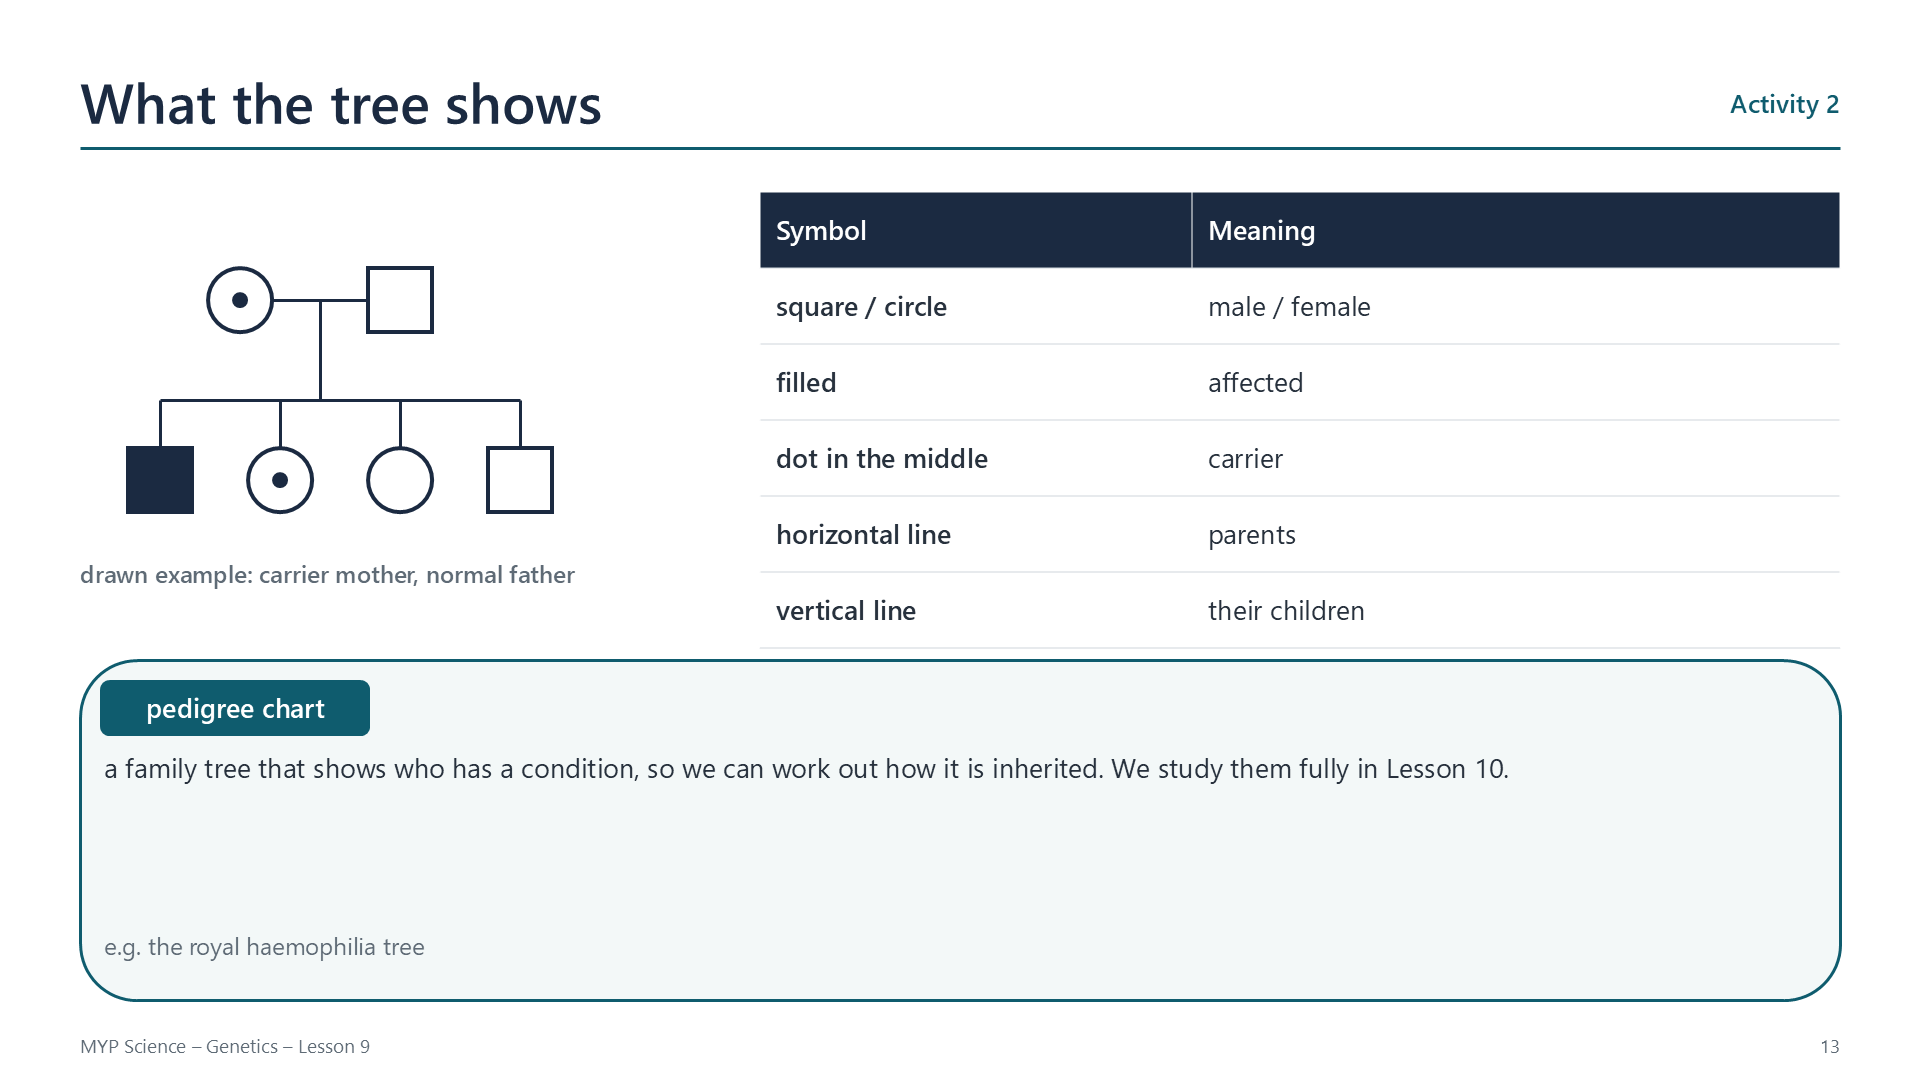 What the tree shows
Activity 2
Symbol Meaning
square / circle male / female
filled affected
dot in the middle carrier
horizontal line parents
vertical line their children
drawn example: carrier mother, normal father
pedigree chart
a family tree that shows who has a condition, so we can work out how it is inherited. We study them fully in Lesson 10.
e.g. the royal haemophilia tree
MYP Science – Genetics – Lesson 9
13